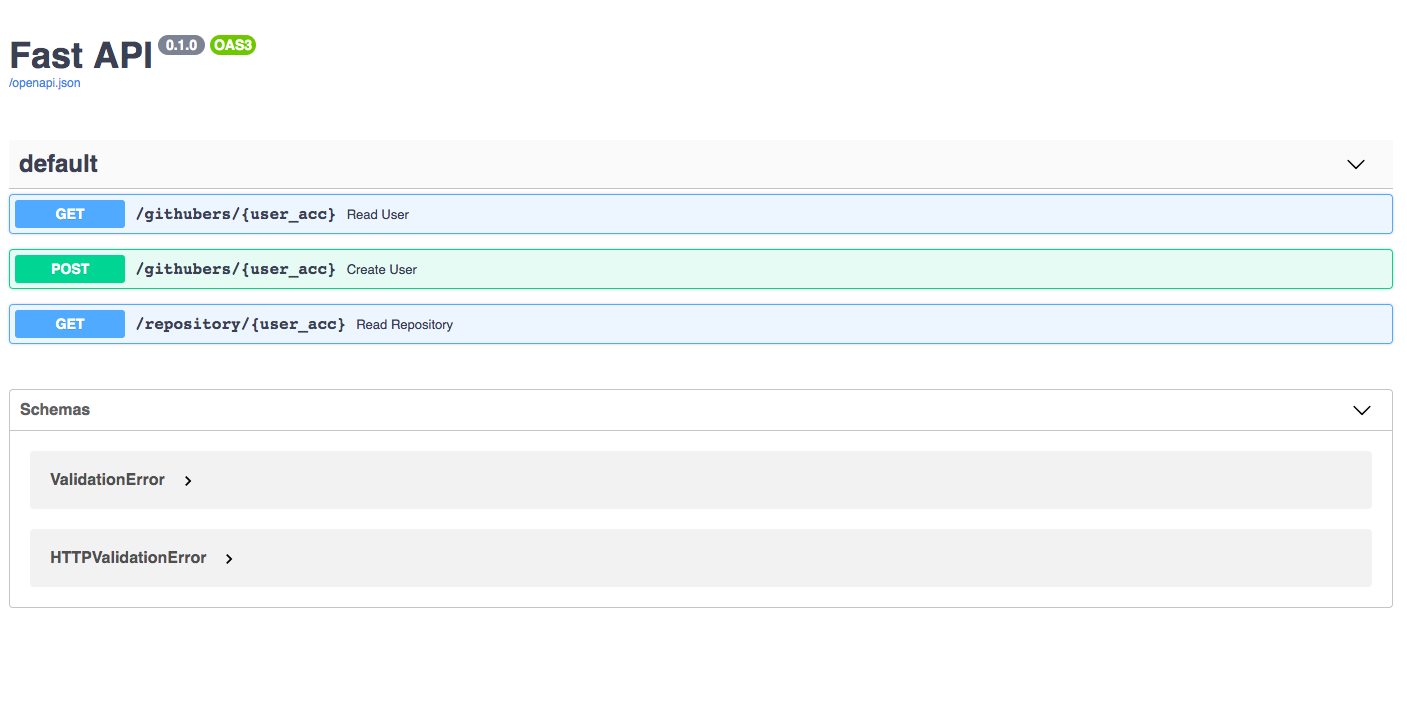 Fast API 0.1.0 OAS3
/openapi.json
default
GET /githubers/{user_acc} Read User
POST /githubers/{user_acc} Create User
GET /repository/{user_acc} Read Repository
Schemas
ValidationError
HTTPValidationError